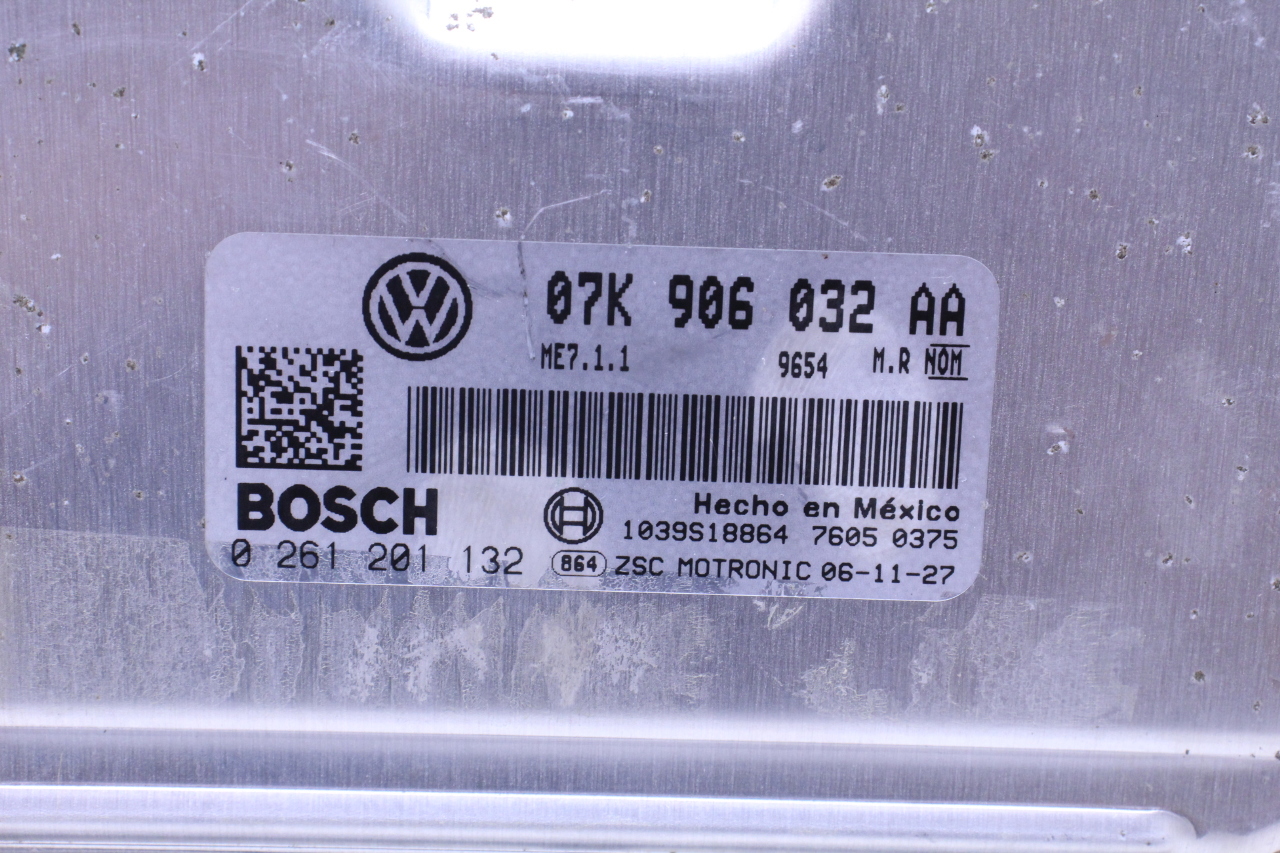 07K 906 032 AA
ME7.1.1 9654 M.R NOM
BOSCH Hecho en México
1039S18864 7605 0375
0 261 201 132 864 ZSC MOTRONIC 06-11-27